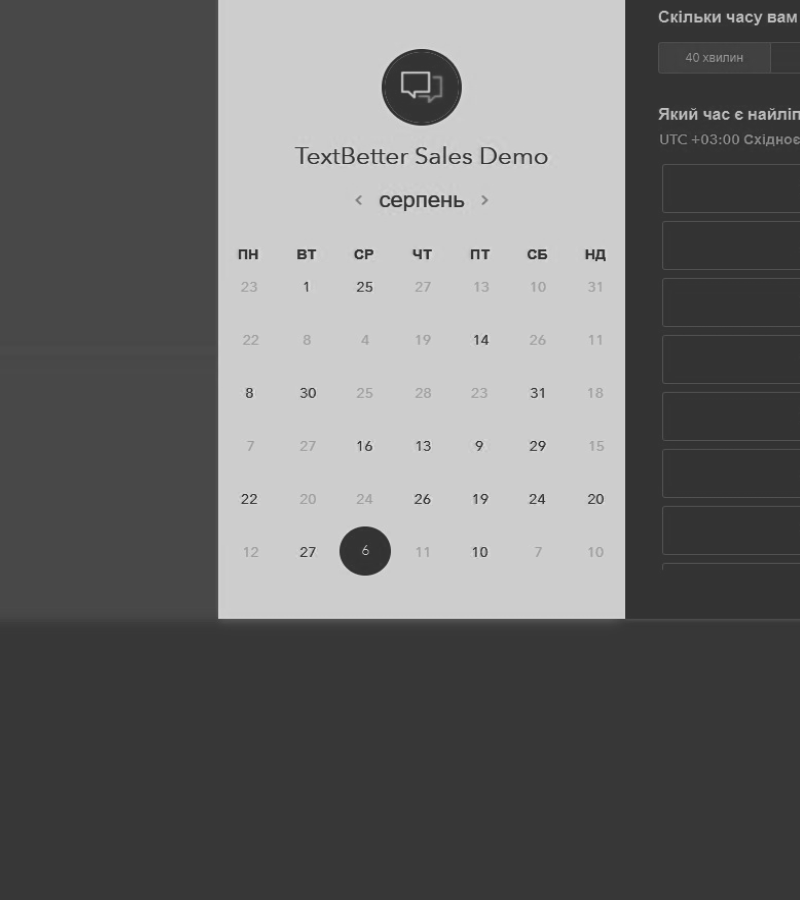 TextBetter Sales Demo
серпень
ПН ВТ СР ЧТ ПТ СБ НД
23 1 25 27 13 10 31
22 8 4 19 14 26 11
8 30 25 28 23 31 18
7 27 16 13 9 29 15
22 20 24 26 19 24 20
12 27 6 11 10 7 10
Скільки часу вам
40 хвилин
Який час є найліп
UTC +03:00 Східноє